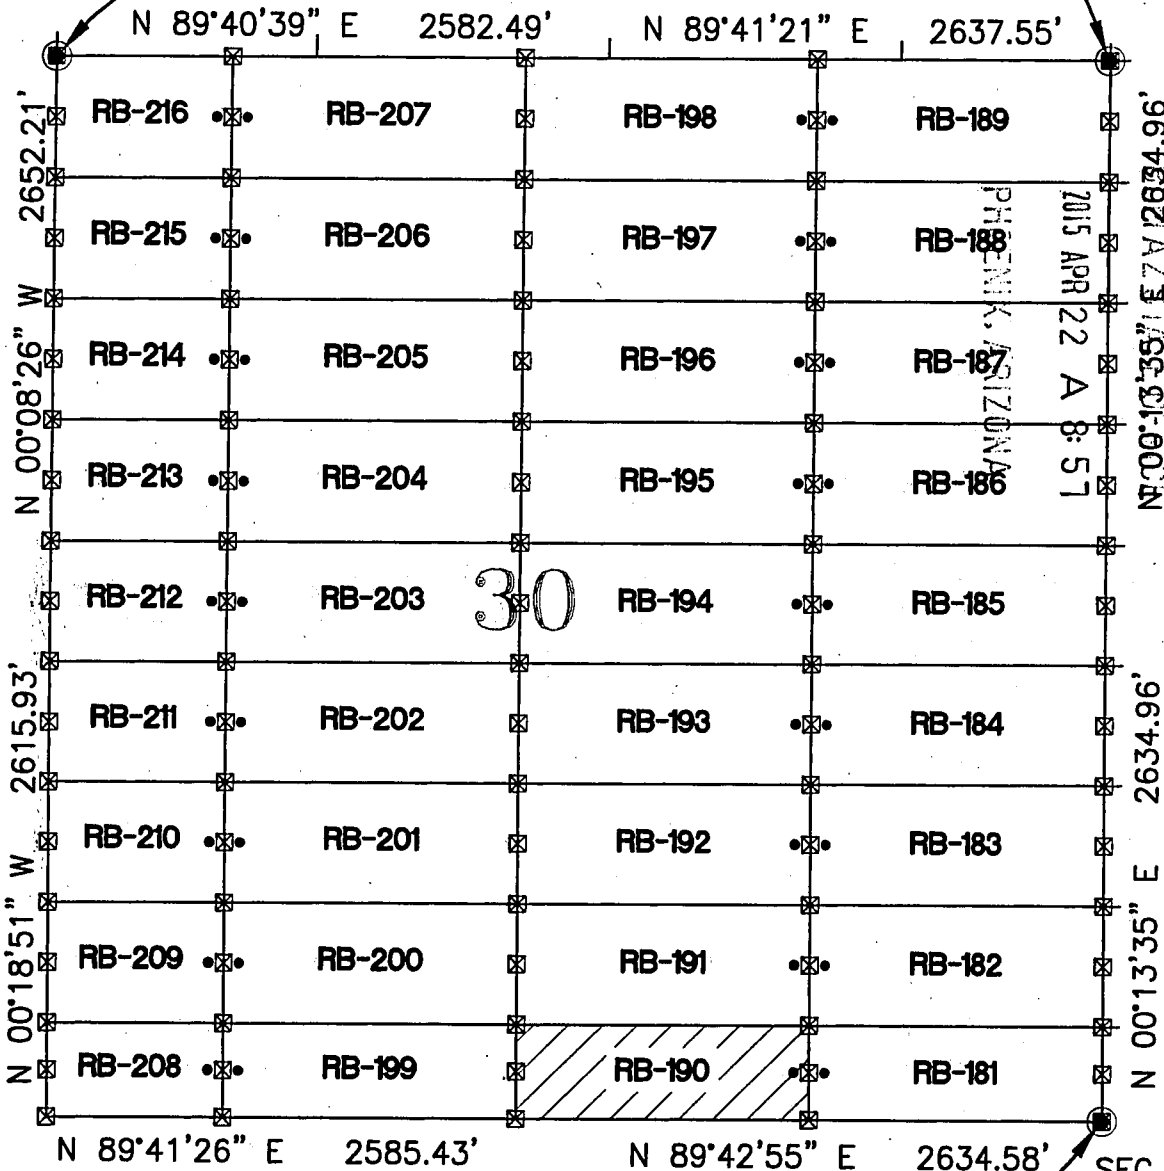 N 89°40'39" E 2582.49' N 89°41'21" E 2637.55'
2652.21'
N 00°08'26" W
2615.93'
N 00°18'51" W
RB-216 RB-207 RB-198 RB-189
RB-215 RB-206 RB-197 RB-188
RB-214 RB-205 RB-196 RB-187
RB-213 RB-204 RB-195 RB-186
RB-212 RB-203 30 RB-194 RB-185
RB-211 RB-202 RB-193 RB-184
RB-210 RB-201 RB-192 RB-183
RB-209 RB-200 RB-191 RB-182
RB-208 RB-199 RB-190 RB-181
2015 APR 22 A 8:57
PHOENIX, ARIZONA
2634.96'
N 00°13'35" E
2634.96'
N 00°13'35" E
N 89°41'26" E 2585.43' N 89°42'55" E 2634.58'
SEC